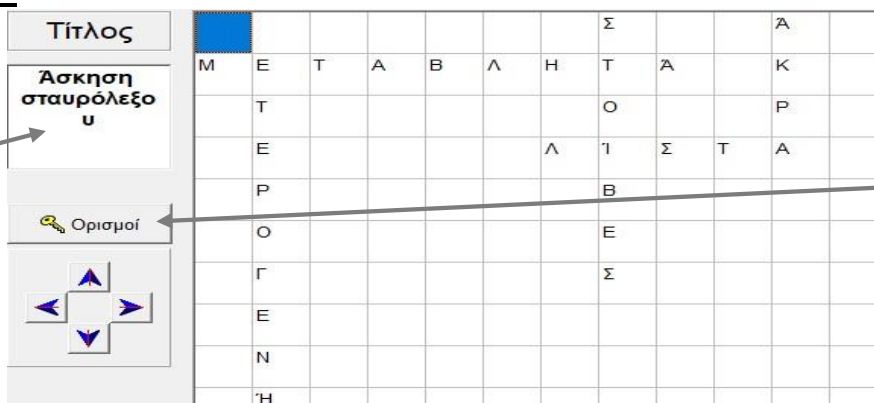 Τίτλος
Άσκηση
σταυρόλεξο
υ
Ορισμοί
Σ Ά
Μ Ε Τ Α Β Λ Η Τ Ά Κ
Τ Ο Ρ
Ε Λ Ί Σ Τ Α
Ρ Β
Ο Ε
Γ Σ
Ε
Ν
Ή